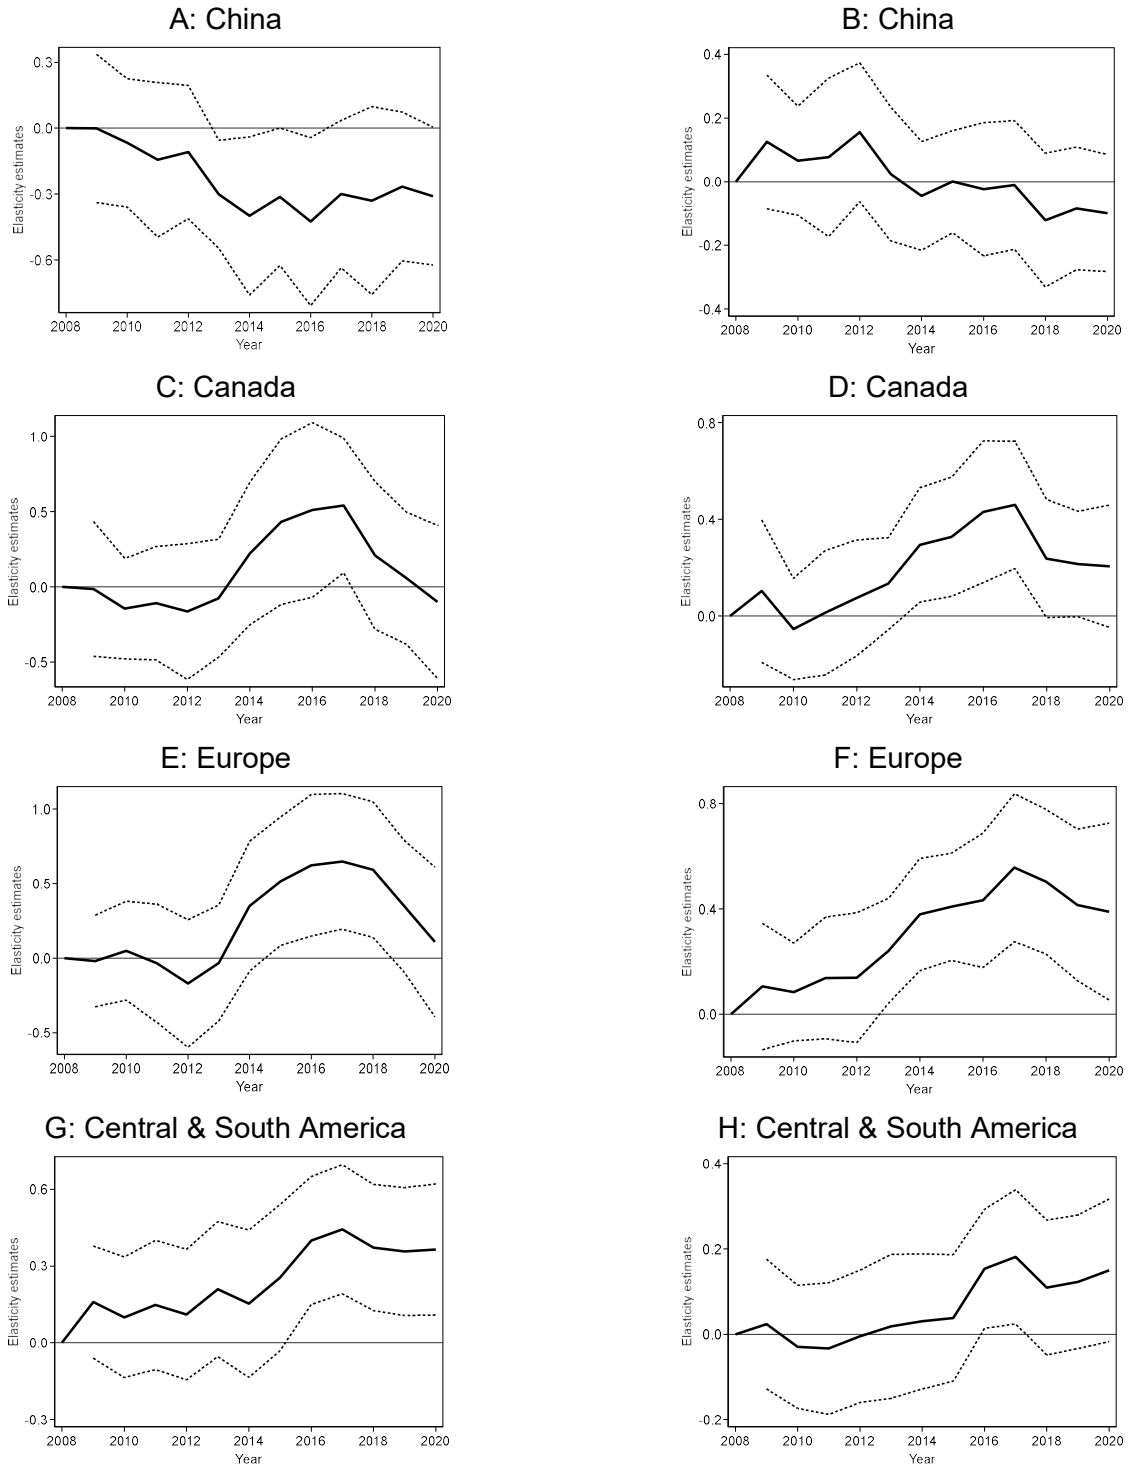 A: China
Elasticity estimates
0.3
0.0
-0.3
-0.6
2008 2010 2012 2014 2016 2018 2020
Year
B: China
Elasticity estimates
0.4
0.2
0.0
-0.2
-0.4
2008 2010 2012 2014 2016 2018 2020
Year
C: Canada
Elasticity estimates
1.0
0.5
0.0
-0.5
2008 2010 2012 2014 2016 2018 2020
Year
D: Canada
Elasticity estimates
0.8
0.4
0.0
2008 2010 2012 2014 2016 2018 2020
Year
E: Europe
Elasticity estimates
1.0
0.5
0.0
-0.5
2008 2010 2012 2014 2016 2018 2020
Year
F: Europe
Elasticity estimates
0.8
0.4
0.0
2008 2010 2012 2014 2016 2018 2020
Year
G: Central & South America
Elasticity estimates
0.6
0.3
0.0
-0.3
2008 2010 2012 2014 2016 2018 2020
Year
H: Central & South America
Elasticity estimates
0.4
0.2
0.0
-0.2
2008 2010 2012 2014 2016 2018 2020
Year